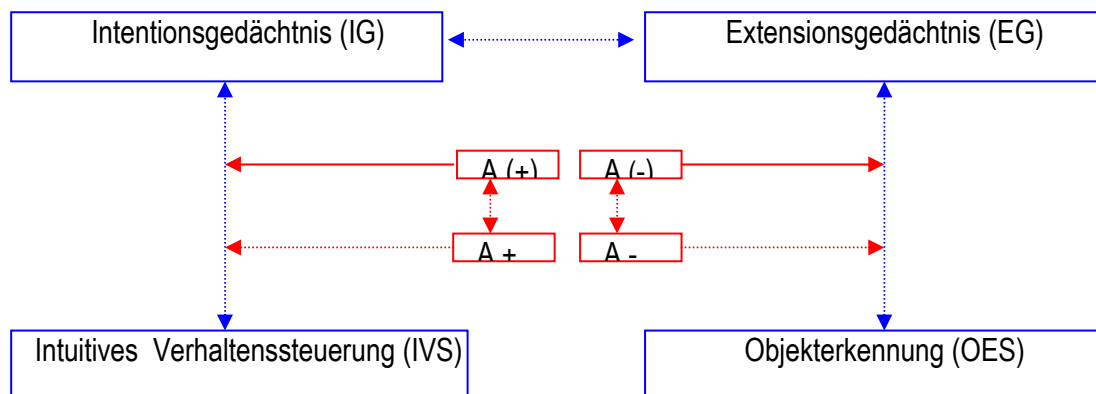 Intentionsgedächtnis (IG)
Extensionsgedächtnis (EG)
A (+)
A (-)
A +
A -
Intuitives Verhaltenssteuerung (IVS)
Objekterkennung (OES)